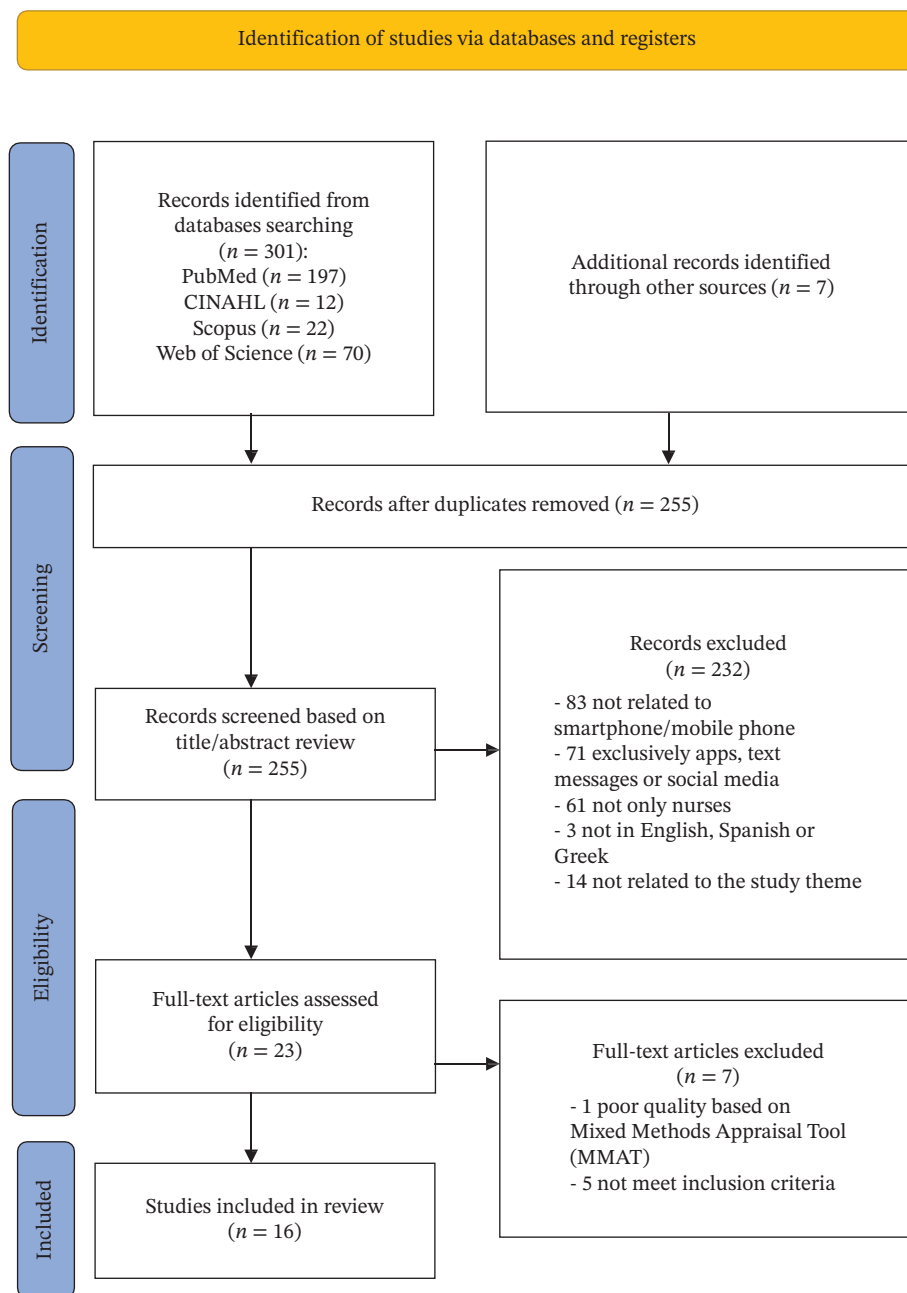 Identification of studies via databases and registers
Identification
Records identified from
databases searching
(n = 301):
PubMed (n = 197)
CINAHL (n = 12)
Scopus (n = 22)
Web of Science (n = 70)
Additional records identified
through other sources (n = 7)
Screening
Records after duplicates removed (n = 255)
Records screened based on
title/abstract review
(n = 255)
Records excluded
(n = 232)
- 83 not related to
smartphone/mobile phone
- 71 exclusively apps, text
messages or social media
- 61 not only nurses
- 3 not in English, Spanish or
Greek
- 14 not related to the study theme
Eligibility
Full-text articles assessed
for eligibility
(n = 23)
Full-text articles excluded
(n = 7)
- 1 poor quality based on
Mixed Methods Appraisal Tool
(MMAT)
- 5 not meet inclusion criteria
Included
Studies included in review
(n = 16)